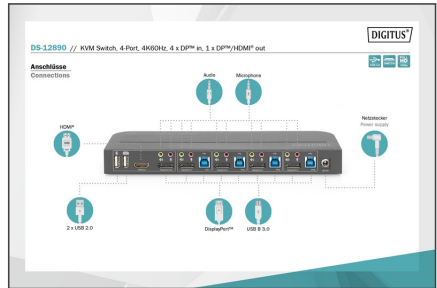 DIGITUS®
DS-12890 // KVM Switch, 4-Port, 4K60Hz, 4 x DP™ in, 1 x DP™/HDMI® out
Anschlüsse
Connections
Audio
Microphone
HDMI®
Netzstecker
Power supply
2 x USB 2.0
DisplayPort™
USB B 3.0